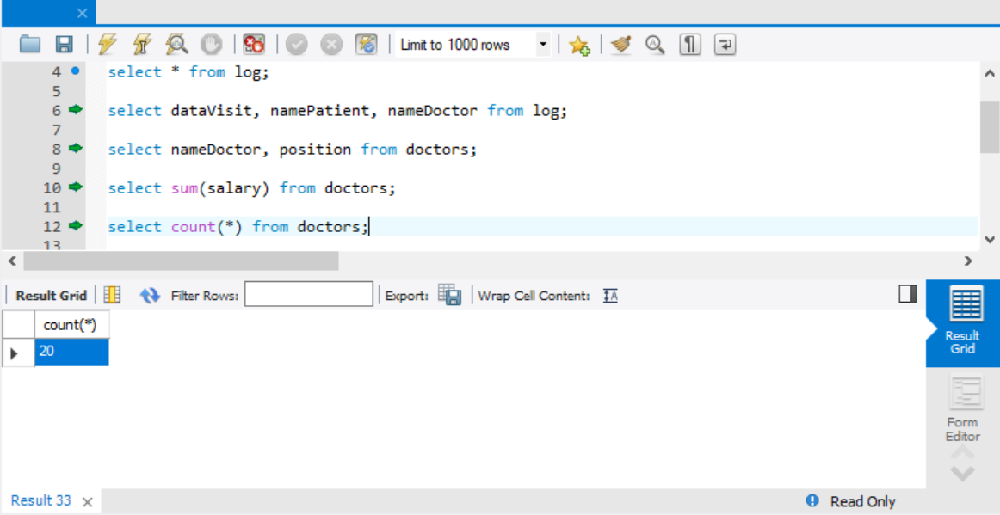 Limit to 1000 rows
4 select * from log;
5
6 select dataVisit, namePatient, nameDoctor from log;
7
8 select nameDoctor, position from doctors;
9
10 select sum(salary) from doctors;
11
12 select count(*) from doctors;
13
Result Grid Filter Rows: Export: Wrap Cell Content: IA
count(*)
20
Result
Grid
Form
Editor
Result 33 Read Only